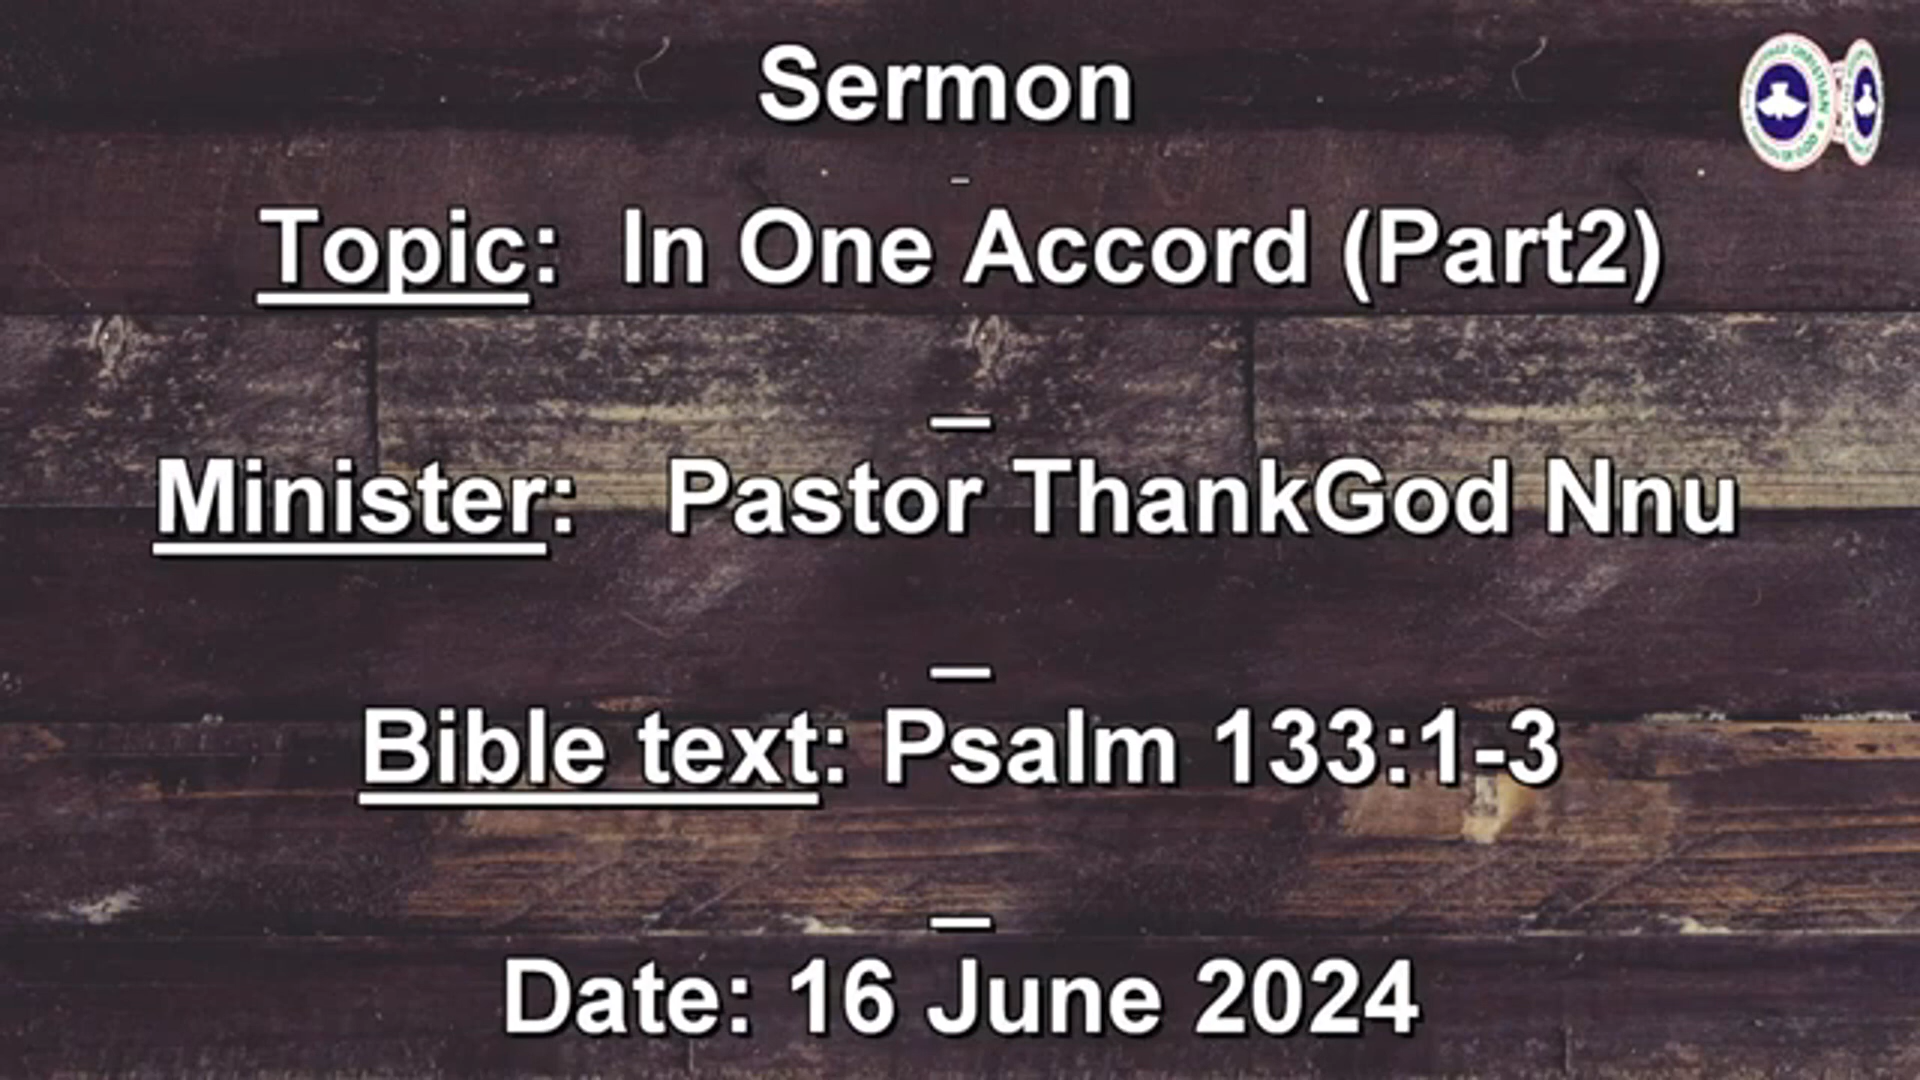 Sermon
-
Topic: In One Accord (Part2)
–
Minister: Pastor ThankGod Nnu
–
Bible text: Psalm 133:1-3
–
Date: 16 June 2024